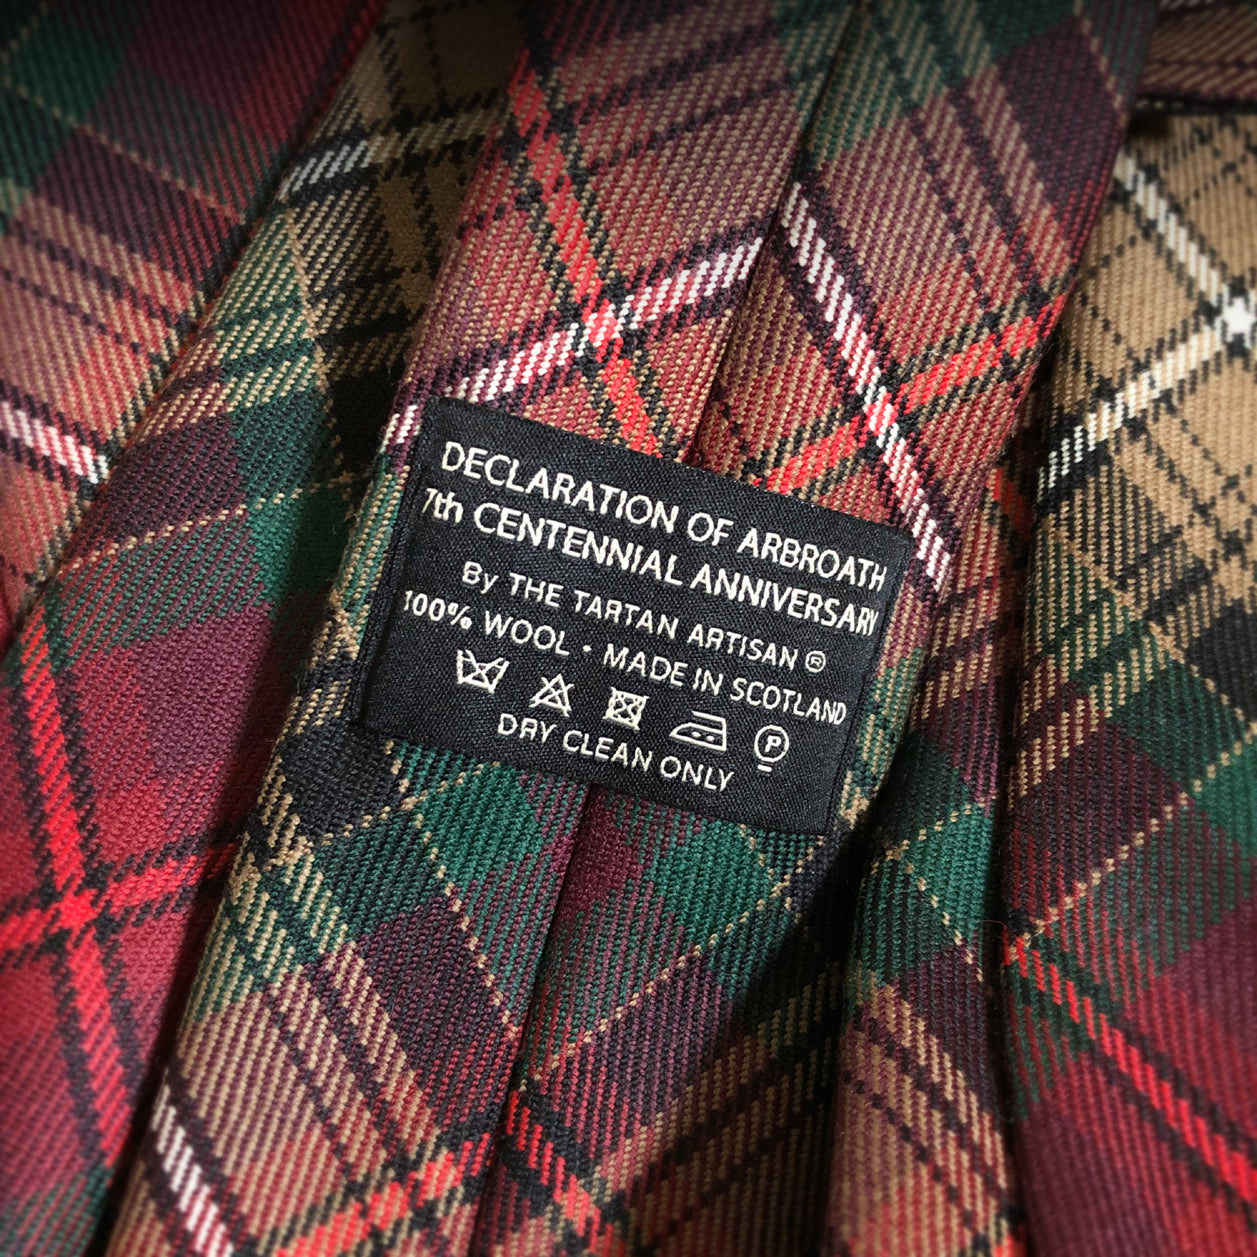 DECLARATION OF ARBROATH
7th CENTENNIAL ANNIVERSARY
By THE TARTAN ARTISAN ®
100% WOOL · MADE IN SCOTLAND
P
DRY CLEAN ONLY